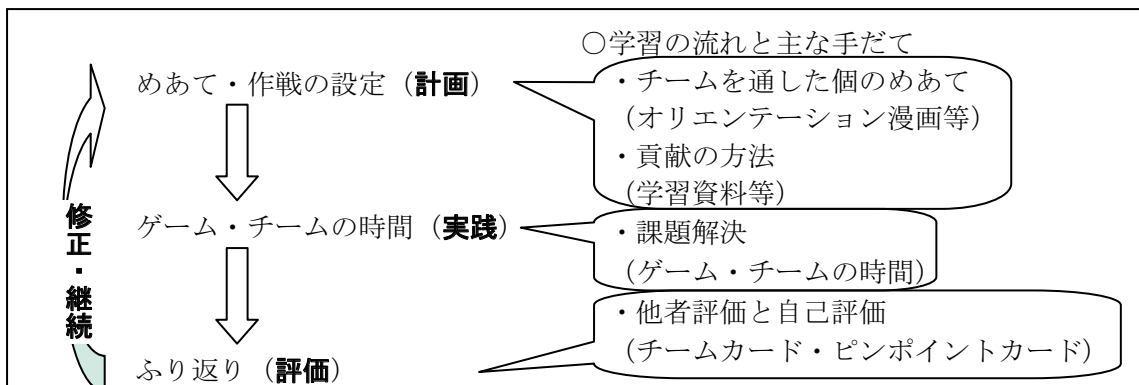 ○学習の流れと主な手だて
めあて・作戦の設定（計画）
・チームを通した個のめあて
（オリエンテーション漫画等）
・貢献の方法
（学習資料等）
修正・継続
ゲーム・チームの時間（実践）
・課題解決
（ゲーム・チームの時間）
・他者評価と自己評価
（チームカード・ピンポイントカード）
ふり返り（評価）